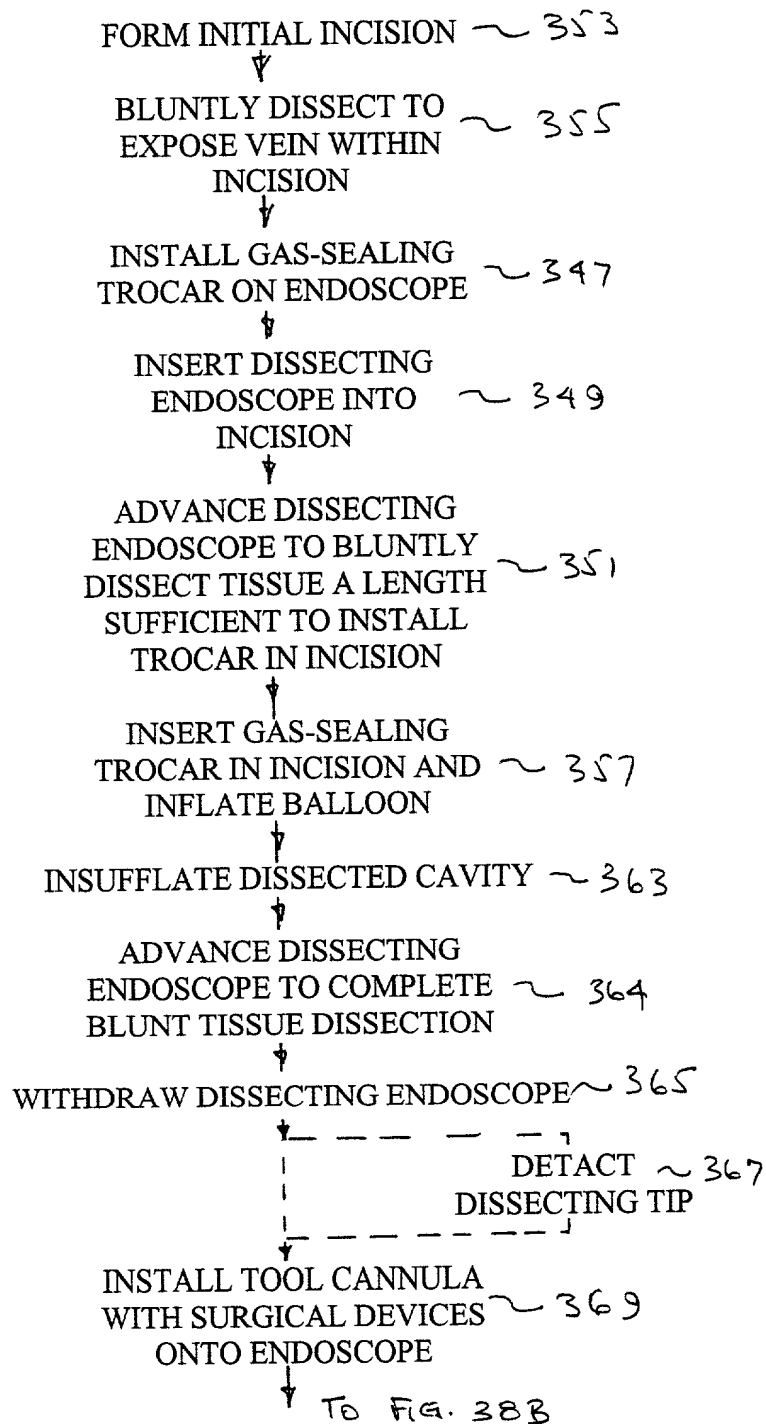 FORM INITIAL INCISION ~ 353
BLUNTLY DISSECT TO
EXPOSE VEIN WITHIN ~ 355
INCISION
INSTALL GAS-SEALING
TROCAR ON ENDOSCOPE ~ 347
INSERT DISSECTING
ENDOSCOPE INTO ~ 349
INCISION
ADVANCE DISSECTING
ENDOSCOPE TO BLUNTLY
DISSECT TISSUE A LENGTH ~ 351
SUFFICIENT TO INSTALL
TROCAR IN INCISION
INSERT GAS-SEALING
TROCAR IN INCISION AND ~ 357
INFLATE BALLOON
INSUFFLATE DISSECTED CAVITY ~ 363
ADVANCE DISSECTING
ENDOSCOPE TO COMPLETE ~ 364
BLUNT TISSUE DISSECTION
WITHDRAW DISSECTING ENDOSCOPE ~ 365
DETACT ~ 367
DISSECTING TIP
INSTALL TOOL CANNULA
WITH SURGICAL DEVICES ~ 369
ONTO ENDOSCOPE
TO FIG. 38B